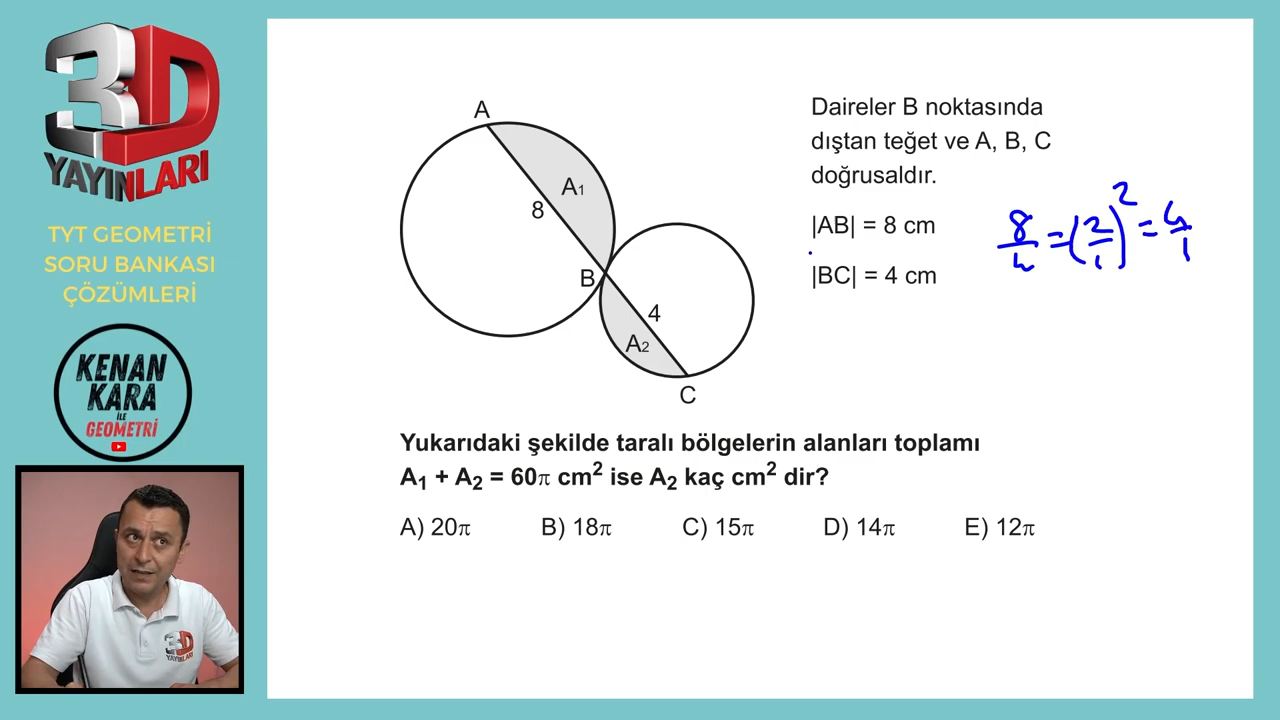 3D
YAYINLARI
TYT GEOMETRİ
SORU BANKASI
ÇÖZÜMLERİ
KENAN
KARA
İLE
GEOMETRİ
3D
YAYINLARI
A
A1
8
B
4
A2
C
Daireler B noktasında
dıştan teğet ve A, B, C
doğrusaldır.
|AB| = 8 cm
|BC| = 4 cm
8/4 = (2/1)² = 4/1
Yukarıdaki şekilde taralı bölgelerin alanları toplamı
A₁ + A₂ = 60π cm² ise A₂ kaç cm² dir?
A) 20π B) 18π C) 15π D) 14π E) 12π